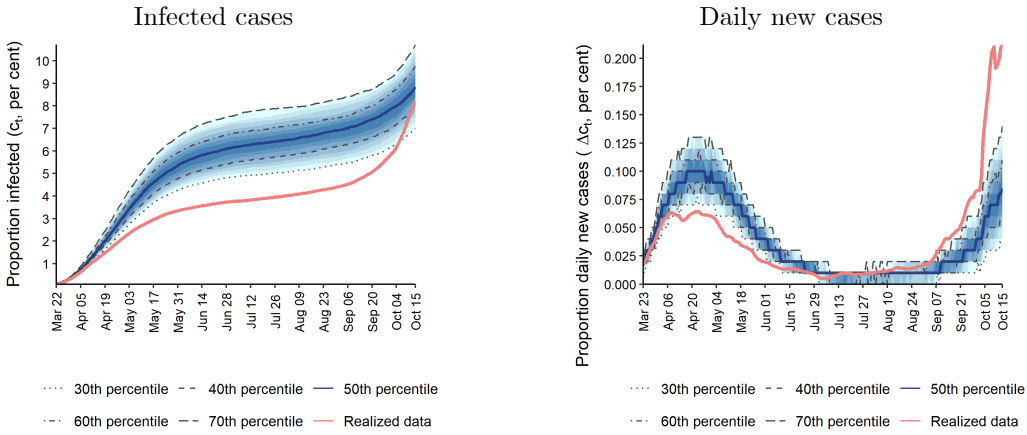 Infected cases
Daily new cases
Proportion infected (ct, per cent)
10
9
8
7
6
5
4
3
2
1
Mar 22
Apr 05
Apr 19
May 03
May 17
May 31
Jun 14
Jun 28
Jul 12
Jul 26
Aug 09
Aug 23
Sep 06
Sep 20
Oct 04
Oct 15
30th percentile
40th percentile
50th percentile
60th percentile
70th percentile
Realized data
Proportion daily new cases ( Δct, per cent)
0.200
0.175
0.150
0.125
0.100
0.075
0.050
0.025
0.000
Mar 23
Apr 06
Apr 20
May 04
May 18
Jun 01
Jun 15
Jun 29
Jul 13
Jul 27
Aug 10
Aug 24
Sep 07
Sep 21
Oct 05
Oct 15
30th percentile
40th percentile
50th percentile
60th percentile
70th percentile
Realized data